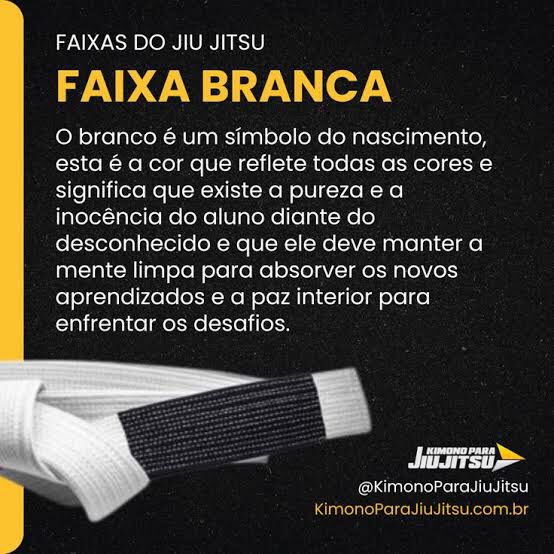 FAIXAS DO JIU JITSU
FAIXA BRANCA
O branco é um símbolo do nascimento,
esta é a cor que reflete todas as cores e
significa que existe a pureza e a
inocência do aluno diante do
desconhecido e que ele deve manter a
mente limpa para absorver os novos
aprendizados e a paz interior para
enfrentar os desafios.
KIMONO PARA
JIUJITSU
@KimonoParaJiuJitsu
KimonoParaJiuJitsu.com.br